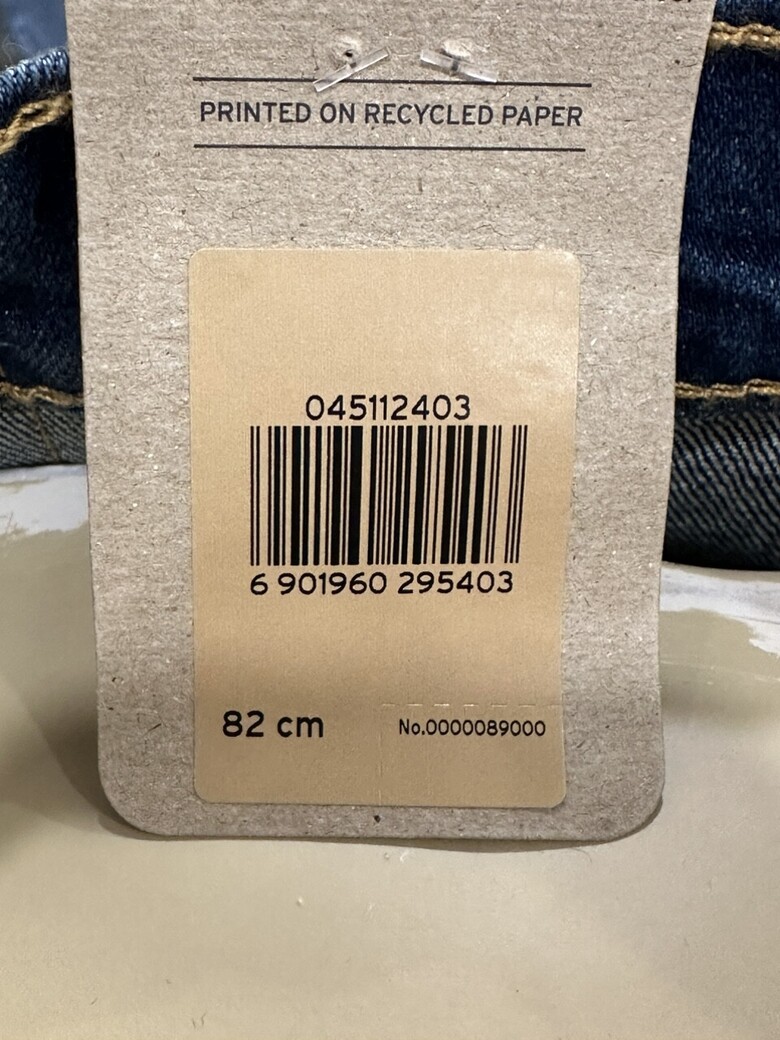 PRINTED ON RECYCLED PAPER
045112403
6 901960 295403
82 cm
No.0000089000